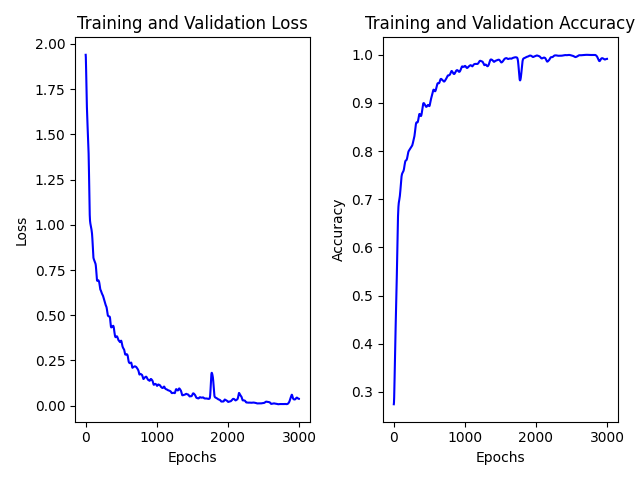 Training and Validation Loss
2.00
1.75
1.50
1.25
1.00
0.75
0.50
0.25
0.00
Loss
0 1000 2000 3000
Epochs
Training and Validation Accuracy
1.0
0.9
0.8
0.7
0.6
0.5
0.4
0.3
Accuracy
0 1000 2000 3000
Epochs